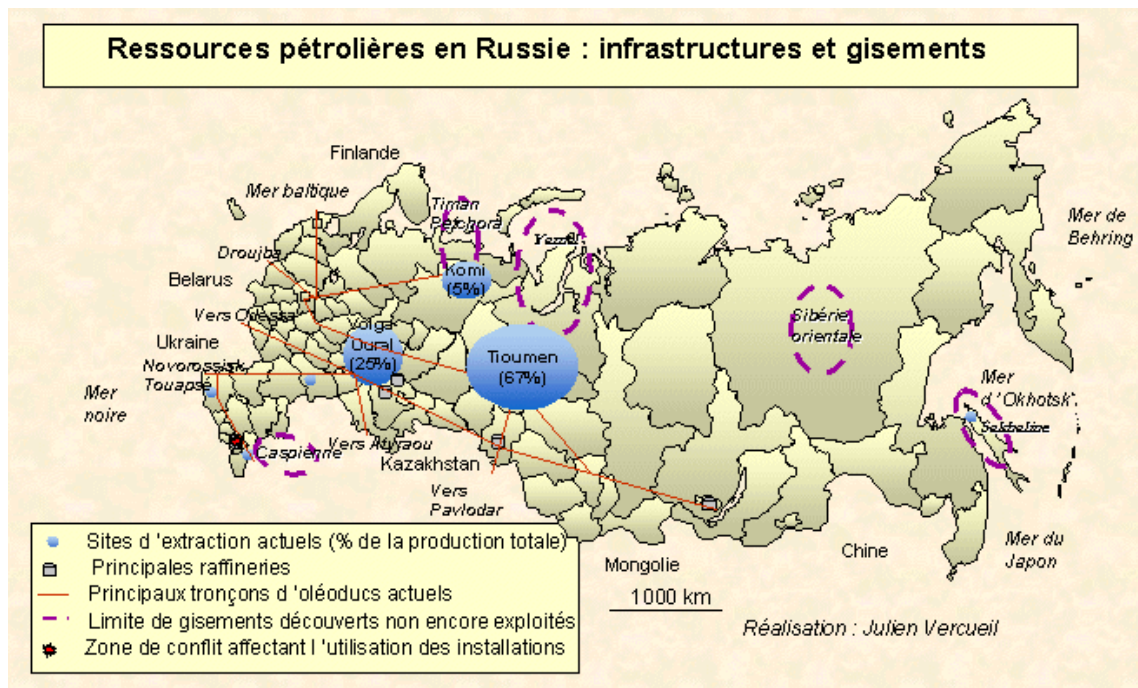 Ressources pétrolières en Russie : infrastructures et gisements
Finlande
Mer baltique
Timan
Petchora
Yamal
Mer de
Behring
Droujba
Belarus
Komi
(5%)
Vers Odessa
Sibérie
orientale
Ukraine
Volga
Oural
(25%)
Tioumen
(67%)
Novorossisk
Touapsé
Mer
noire
Mer
d 'Okhotsk
Sakhaline
Caspienne
Vers Atyraou
Kazakhstan
Vers
Pavlodar
Mongolie
Chine
Mer du
Japon
1000 km
Sites d 'extraction actuels (% de la production totale)
Principales raffineries
Principaux tronçons d 'oléoducs actuels
Limite de gisements découverts non encore exploités
Zone de conflit affectant l 'utilisation des installations
Réalisation : Julien Vercueil